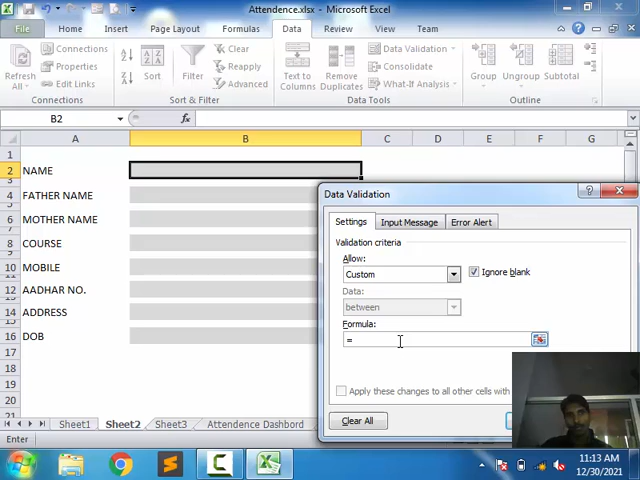 Attendence.xlsx - Microsoft Excel
File Home Insert Page Layout Formulas Data Review View Team
Refresh All Connections Properties Edit Links
Connections
Sort Filter Clear Reapply Advanced
Sort & Filter
Text to Columns Remove Duplicates Data Validation Consolidate What-If Analysis
Data Tools
Group Ungroup Subtotal
Outline
B2 fx
A B C D E F G
1
2 NAME
3
4 FATHER NAME
5
6 MOTHER NAME
7
8 COURSE
9
10 MOBILE
11
12 AADHAR NO.
13
14 ADDRESS
15
16 DOB
17
18
19
20
21
Data Validation
Settings Input Message Error Alert
Validation criteria
Allow:
Custom Ignore blank
Data:
between
Formula:
=
Apply these changes to all other cells with
Clear All
Sheet1 Sheet2 Sheet3 Attendence Dashbord
Enter
11:13 AM
12/30/2021